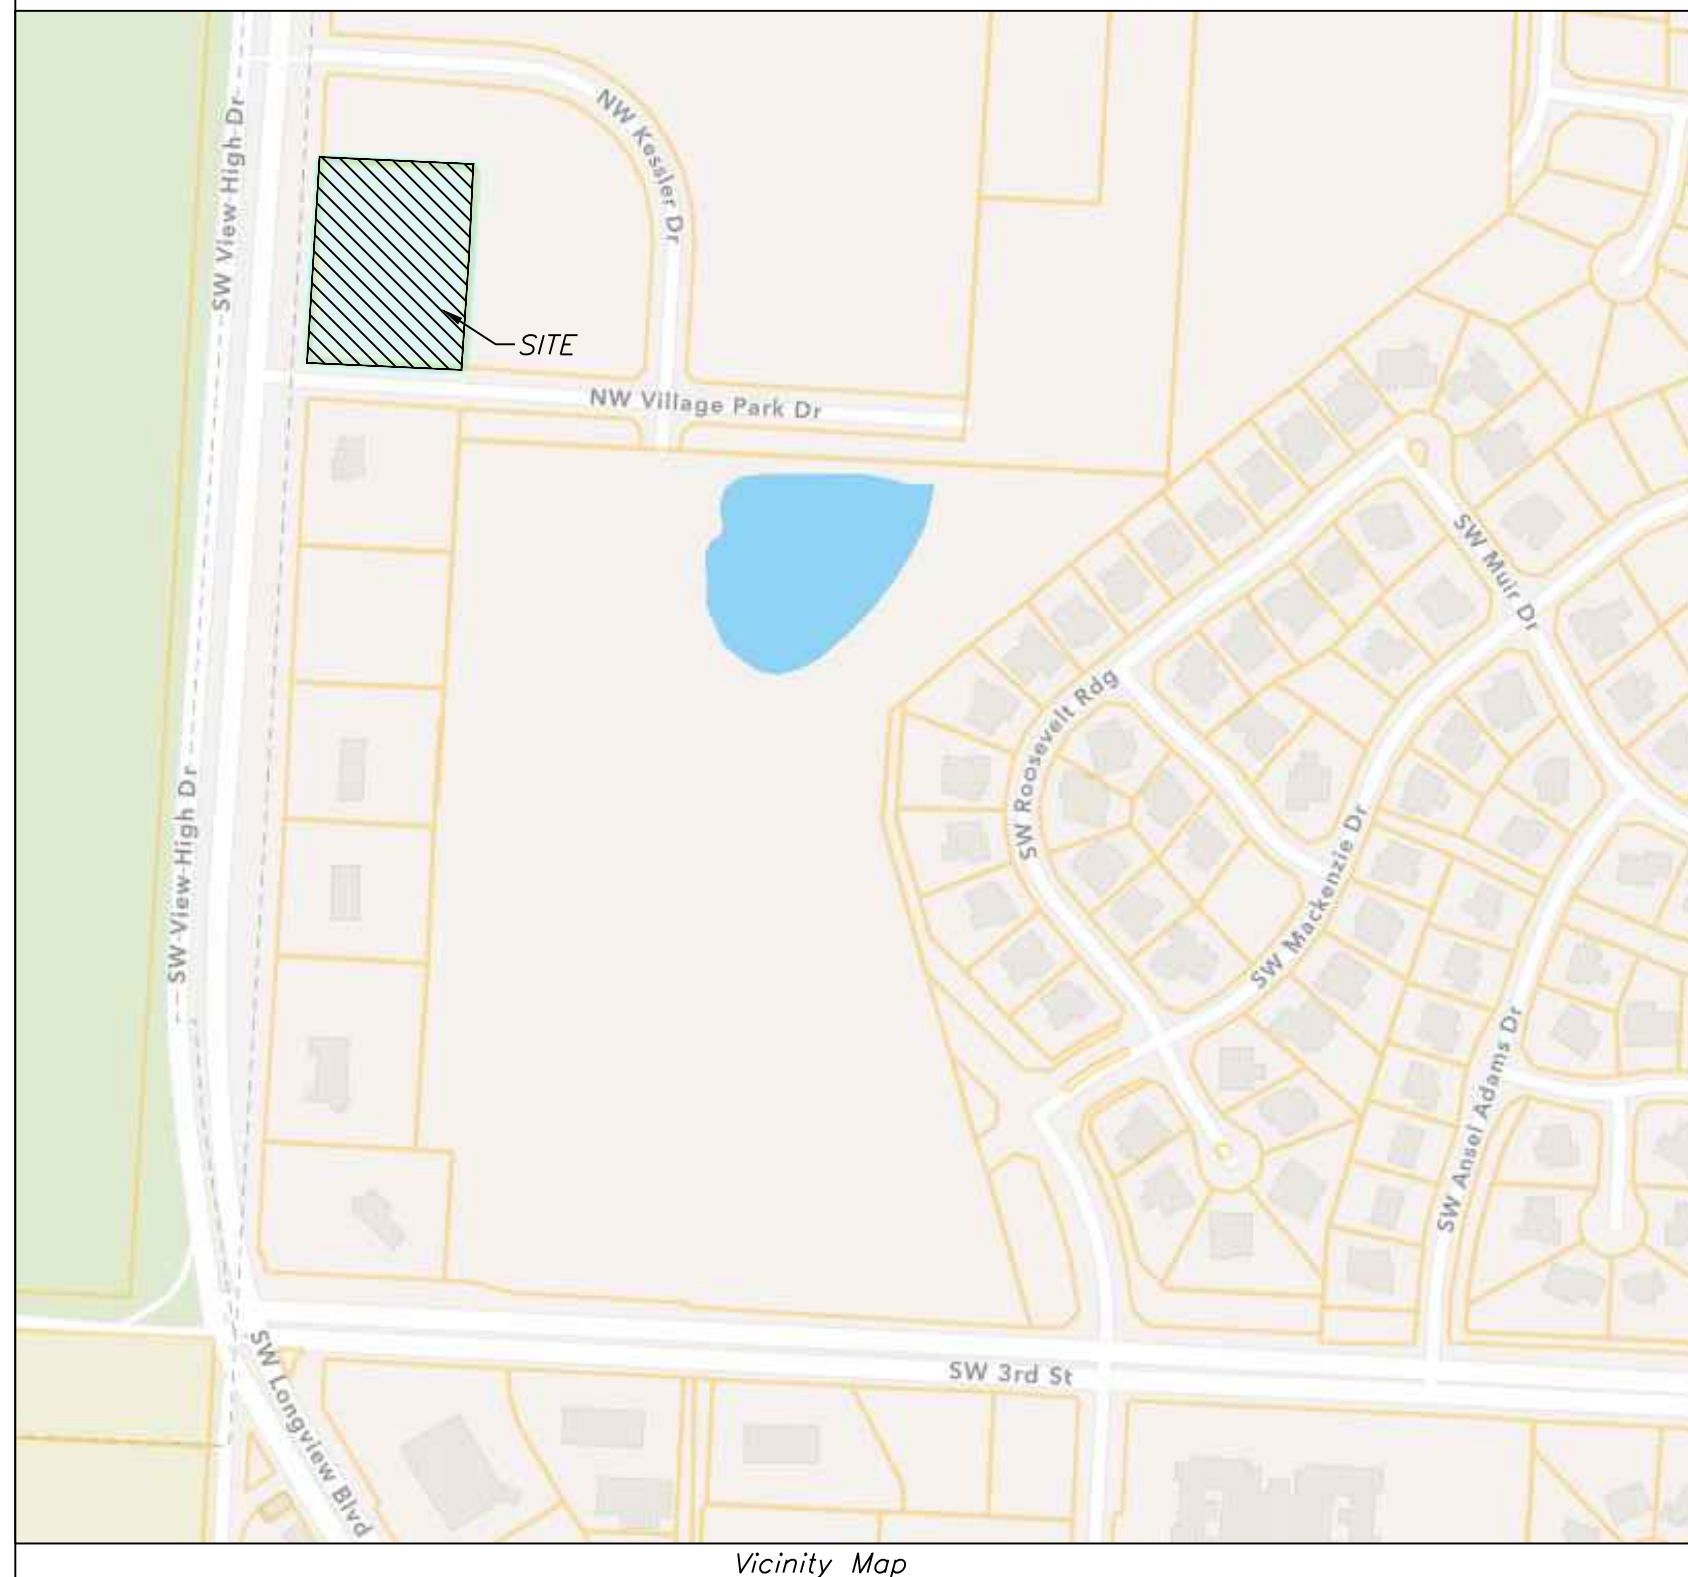 NW Kessler Dr
SW View High Dr
SITE
NW Village Park Dr
SW Muir Dr
SW Roosevelt Rdg
SW View High Dr
SW Mackenzie Dr
SW Ansel Adams Dr
SW 3rd St
SW Longview Blvd
Vicinity Map